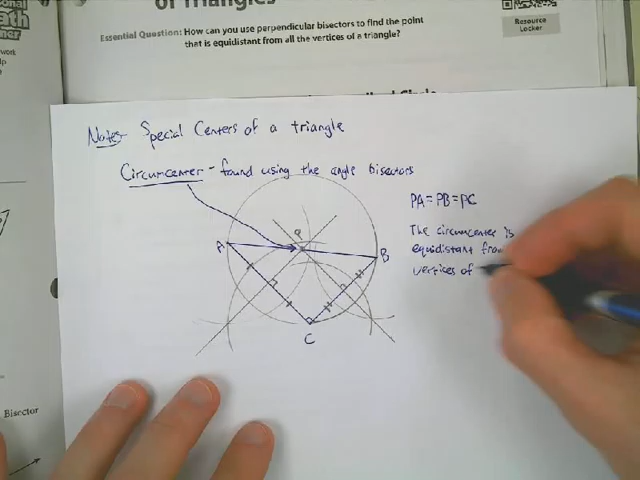 of Triangles
Essential Question: How can you use perpendicular bisectors to find the point
that is equidistant from all the vertices of a triangle?
Resource
Locker
Notes- Special Centers of a triangle
Circumcenter - found using the angle bisectors
PA = PB = PC
The circumcenter is
equidistant from
vertices of
A
P
B
C
Bisector